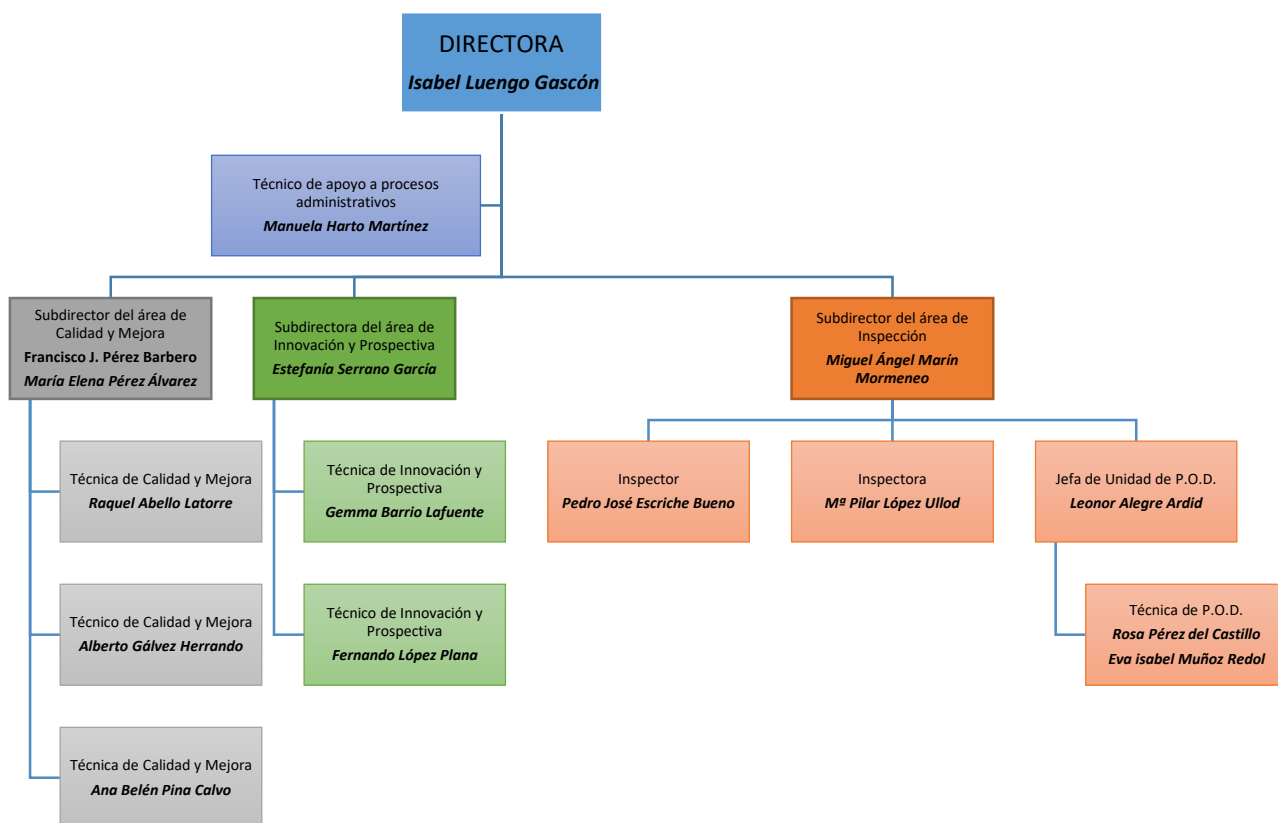 DIRECTORA
Isabel Luengo Gascón
Técnico de apoyo a procesos
administrativos
Manuela Harto Martínez
Subdirector del área de
Calidad y Mejora
Francisco J. Pérez Barbero
María Elena Pérez Álvarez
Subdirectora del área de
Innovación y Prospectiva
Estefanía Serrano García
Subdirector del área de
Inspección
Miguel Ángel Marín
Mormeneo
Técnica de Calidad y Mejora
Raquel Abello Latorre
Técnica de Innovación y
Prospectiva
Gemma Barrio Lafuente
Inspector
Pedro José Escriche Bueno
Inspectora
Mª Pilar López Ullod
Jefa de Unidad de P.O.D.
Leonor Alegre Ardid
Técnico de Calidad y Mejora
Alberto Gálvez Herrando
Técnico de Innovación y
Prospectiva
Fernando López Plana
Técnica de P.O.D.
Rosa Pérez del Castillo
Eva isabel Muñoz Redol
Técnica de Calidad y Mejora
Ana Belén Pina Calvo